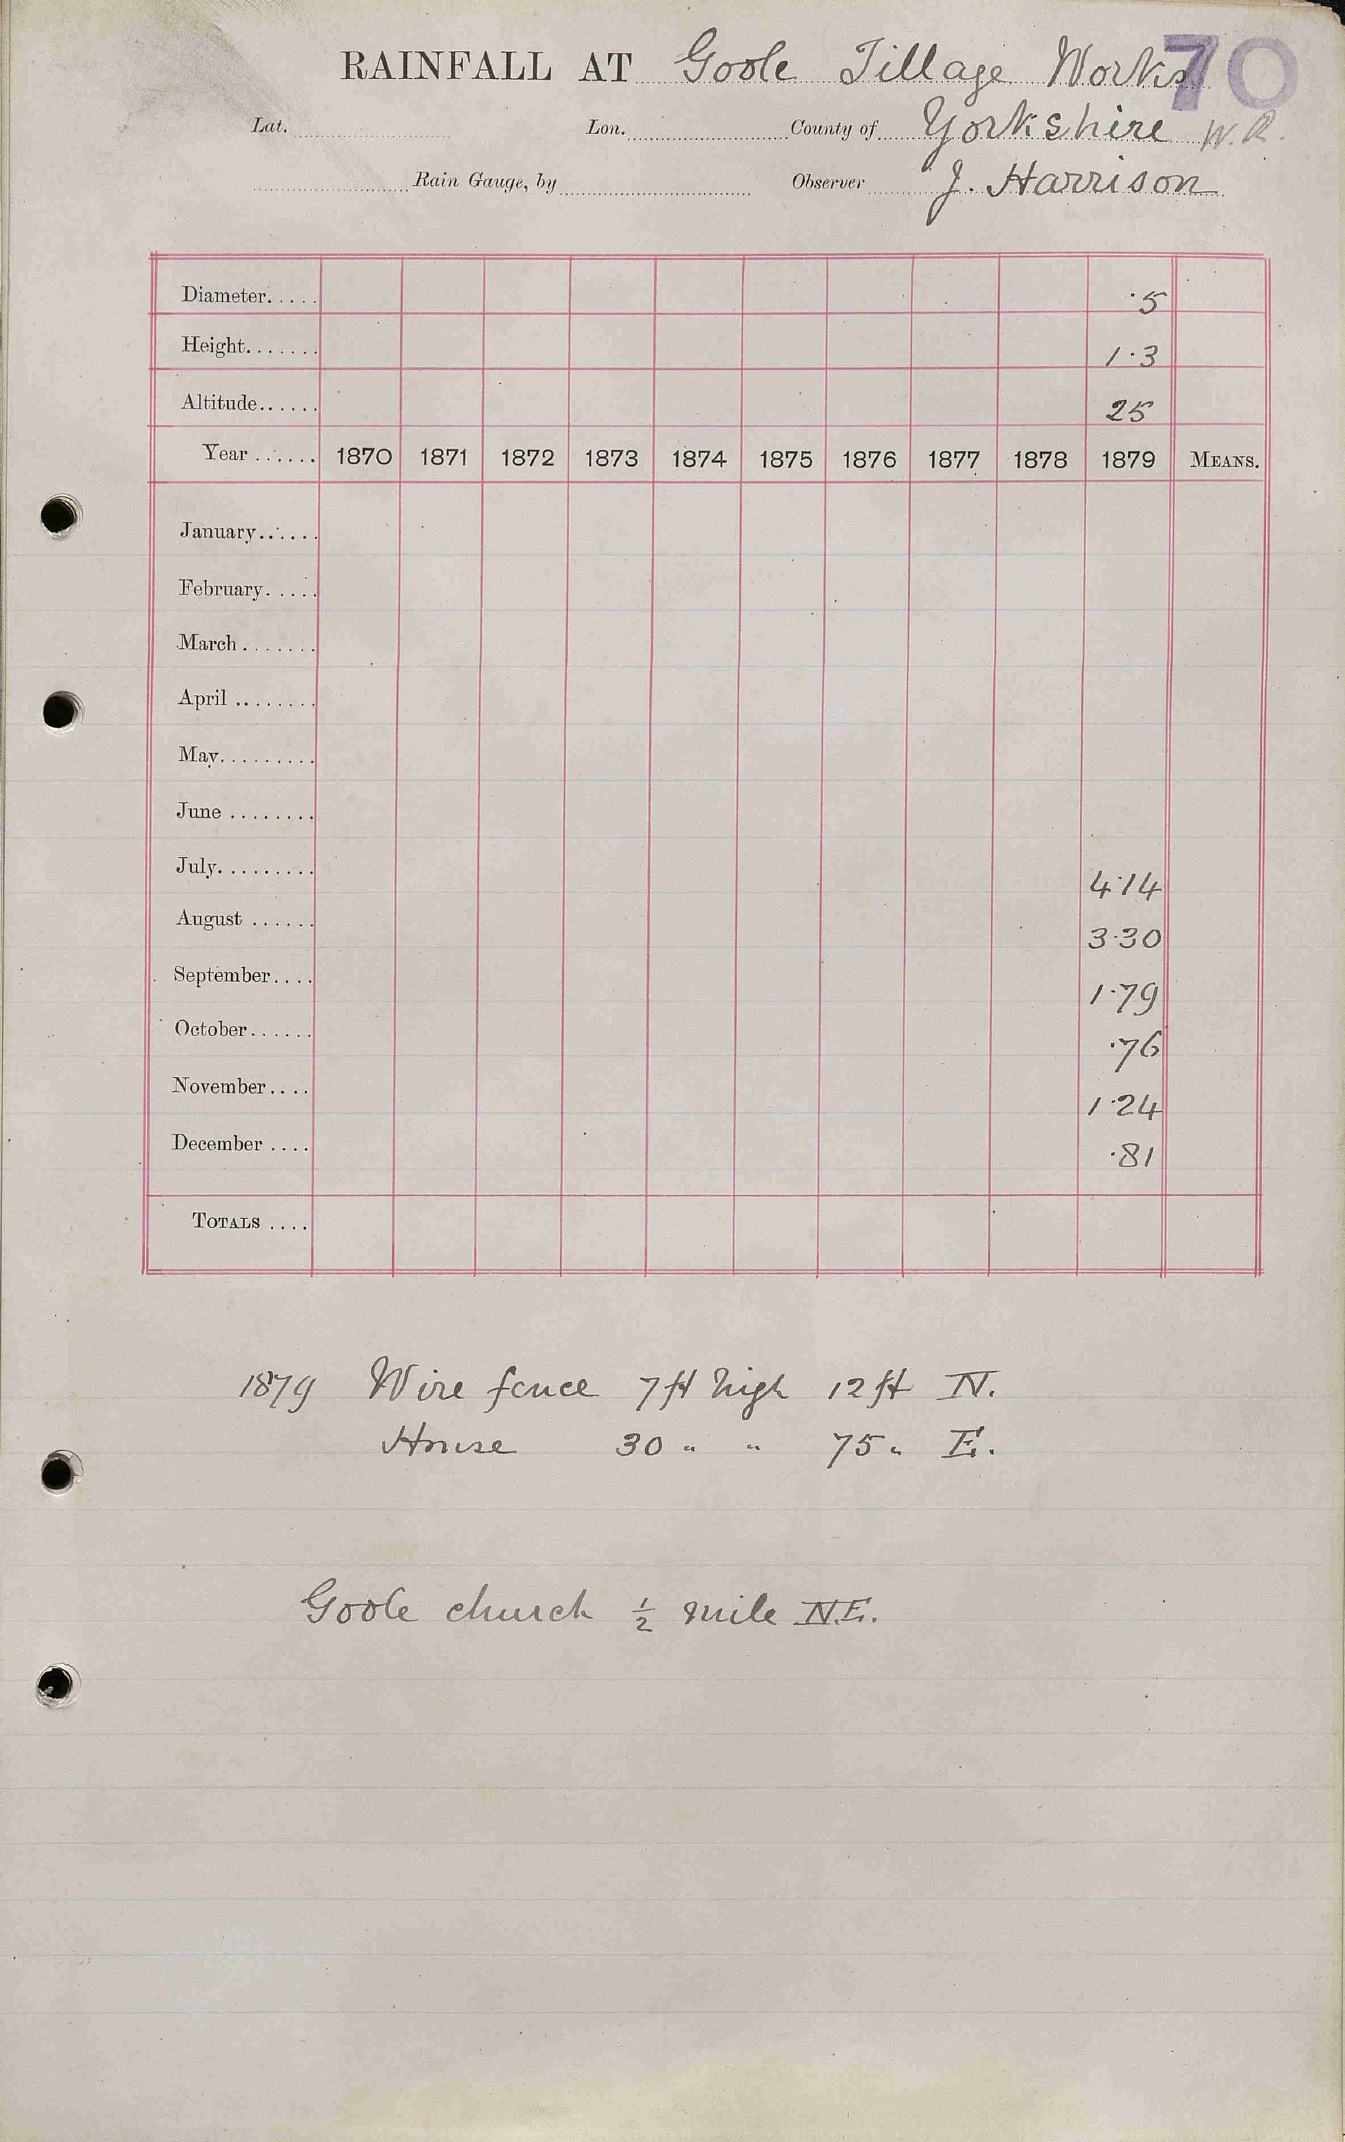 RAINFALL AT Goole Tillage Works 70
Lat. Lon. County of Yorkshire W.R.
Rain Gauge, by Observer J. Harrison
Diameter..... ·5
Height....... 1·3
Altitude...... 25
Year ...... 1870 1871 1872 1873 1874 1875 1876 1877 1878 1879 MEANS.
January......
February.....
March .......
April ........
May.........
June ........
July......... 4·14
August ...... 3·30
September.... 1·79
October...... ·76
November.... 1·24
December .... ·81
TOTALS ....
1879 Wire fence 7ft high 12ft N.
House 30 " " 75 " E.
Goole church ½ mile N.E.